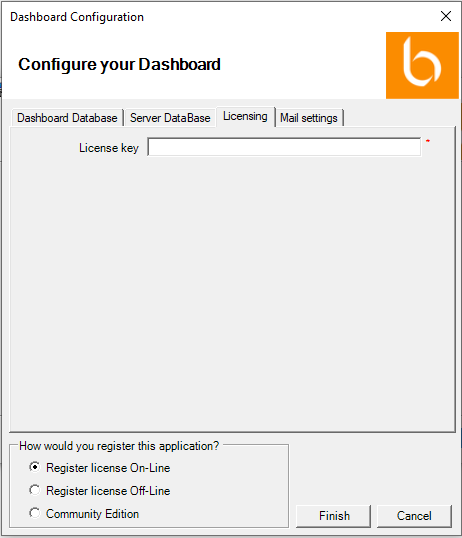 Dashboard Configuration
Configure your Dashboard
Dashboard Database Server DataBase Licensing Mail settings
License key *
How would you register this application?
Register license On-Line
Register license Off-Line
Community Edition
Finish Cancel